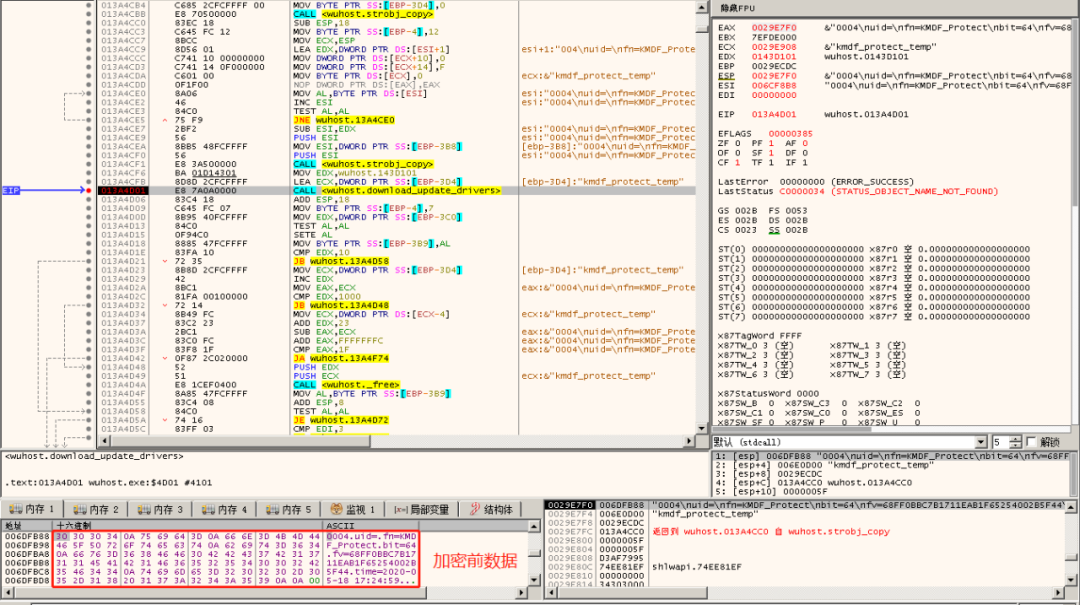 013A4CB4 C685 2CFCFFFF 00 MOV BYTE PTR SS:[EBP-3D4],0
013A4CBB E8 70500000 CALL <wuhost.strobj_copy>
013A4CC0 83EC 18 SUB ESP,18
013A4CC3 C645 FC 12 MOV BYTE PTR SS:[EBP-4],12
013A4CC7 8BCC MOV ECX,ESP
013A4CC9 8D56 01 LEA EDX,DWORD PTR DS:[ESI+1] esi+1:"004\nuid=\nfn=KMDF_Prote
013A4CCC C741 10 00000000 MOV DWORD PTR DS:[ECX+10],0
013A4CD3 C741 14 0F000000 MOV DWORD PTR DS:[ECX+14],F
013A4CDA C601 00 MOV BYTE PTR DS:[ECX],0 ecx:&"kmdf_protect_temp"
013A4CDD 0F1F00 NOP DWORD PTR DS:[EAX],EAX
013A4CE0 8A06 MOV AL,BYTE PTR DS:[ESI] esi:"0004\nuid=\nfn=KMDF_Protec
013A4CE2 46 INC ESI esi:"0004\nuid=\nfn=KMDF_Protec
013A4CE3 84C0 TEST AL,AL
013A4CE5 75 F9 JNE wuhost.13A4CE0
013A4CE7 2BF2 SUB ESI,EDX esi:"0004\nuid=\nfn=KMDF_Protec
013A4CE9 56 PUSH ESI esi:"0004\nuid=\nfn=KMDF_Protec
013A4CEA 8BB5 48FCFFFF MOV ESI,DWORD PTR SS:[EBP-3B8] [ebp-3B8]:"0004\nuid=\nfn=KMDF
013A4CF0 56 PUSH ESI esi:"0004\nuid=\nfn=KMDF_Protec
013A4CF1 E8 3A500000 CALL <wuhost.strobj_copy>
013A4CF6 BA 01D14301 MOV EDX,wuhost.143D101
013A4CFB 8D8D 2CFCFFFF LEA ECX,DWORD PTR SS:[EBP-3D4] [ebp-3D4]:"kmdf_protect_temp"
EIP 013A4D01 E8 7A0A0000 CALL <wuhost.download_update_drivers>
013A4D06 83C4 18 ADD ESP,18
013A4D09 C645 FC 07 MOV BYTE PTR SS:[EBP-4],7
013A4D0D 8B95 40FCFFFF MOV EDX,DWORD PTR SS:[EBP-3C0]
013A4D13 84C0 TEST AL,AL
013A4D15 0F94C0 SETE AL
013A4D18 8885 47FCFFFF MOV BYTE PTR SS:[EBP-3B9],AL
013A4D1E 83FA 10 CMP EDX,10
013A4D21 72 35 JB wuhost.13A4D58
013A4D23 8B8D 2CFCFFFF MOV ECX,DWORD PTR SS:[EBP-3D4] [ebp-3D4]:"kmdf_protect_temp"
013A4D29 42 INC EDX
013A4D2A 8BC1 MOV EAX,ECX eax:&"0004\nuid=\nfn=KMDF_Prote
013A4D2C 81FA 00100000 CMP EDX,1000
013A4D32 72 14 JB wuhost.13A4D48
013A4D34 8B49 FC MOV ECX,DWORD PTR DS:[ECX-4] ecx:&"kmdf_protect_temp"
013A4D37 83C2 23 ADD EDX,23
013A4D3A 2BC1 SUB EAX,ECX eax:&"0004\nuid=\nfn=KMDF_Prote
013A4D3C 83C0 FC ADD EAX,FFFFFFFC eax:&"0004\nuid=\nfn=KMDF_Prote
013A4D3F 83F8 1F CMP EAX,1F eax:&"0004\nuid=\nfn=KMDF_Prote
013A4D42 0F87 2C020000 JA wuhost.13A4F74
013A4D48 52 PUSH EDX
013A4D49 51 PUSH ECX ecx:&"kmdf_protect_temp"
013A4D4A E8 1CEF0400 CALL <wuhost._free>
013A4D4F 8A85 47FCFFFF MOV AL,BYTE PTR SS:[EBP-3B9]
013A4D55 83C4 08 ADD ESP,8
013A4D58 84C0 TEST AL,AL
013A4D5A 74 16 JE wuhost.13A4D72
013A4D5C 83FF 03 CMP EDI,3
隐藏FPU
EAX 0029E7F0 &"0004\nuid=\nfn=KMDF_Protect\nbit=64\nfv=68
EBX 7EFDE000
ECX 0029E908 &"kmdf_protect_temp"
EDX 0143D101 wuhost.0143D101
EBP 0029ECDC
ESP 0029E7F0 &"0004\nuid=\nfn=KMDF_Protect\nbit=64\nfv=68
ESI 006CF8B8 "0004\nuid=\nfn=KMDF_Protect\nbit=64\nfv=68FF
EDI 00000000
EIP 013A4D01 wuhost.013A4D01
EFLAGS 00000385
ZF 0 PF 1 AF 0
OF 0 SF 1 DF 0
CF 1 TF 1 IF 1
LastError 00000000 (ERROR_SUCCESS)
LastStatus C0000034 (STATUS_OBJECT_NAME_NOT_FOUND)
GS 002B FS 0053
ES 002B DS 002B
CS 0023 SS 002B
ST(0) 00000000000000000000 x87r0 空 0.000000000000000000
ST(1) 00000000000000000000 x87r1 空 0.000000000000000000
ST(2) 00000000000000000000 x87r2 空 0.000000000000000000
ST(3) 00000000000000000000 x87r3 空 0.000000000000000000
ST(4) 00000000000000000000 x87r4 空 0.000000000000000000
ST(5) 00000000000000000000 x87r5 空 0.000000000000000000
ST(6) 00000000000000000000 x87r6 空 0.000000000000000000
ST(7) 00000000000000000000 x87r7 空 0.000000000000000000
x87TagWord FFFF
x87TW_0 3 (空) x87TW_1 3 (空)
x87TW_2 3 (空) x87TW_3 3 (空)
x87TW_4 3 (空) x87TW_5 3 (空)
x87TW_6 3 (空) x87TW_7 3 (空)
x87StatusWord 0000
x87SW_B 0 x87SW_C3 0 x87SW_C2 0
x87SW_C1 0 x87SW_C0 0 x87SW_ES 0
x87SW_SF 0 x87SW_P 0 x87SW_U 0
默认 (stdcall) 5 解锁
<wuhost.download_update_drivers>
.text:013A4D01 wuhost.exe:$4D01 #4101
1: [esp] 006DFB88 "0004\nuid=\nfn=KMDF_Protect\nbit=64\nfv=68FF
2: [esp+4] 006E0D00 "kmdf_protect_temp"
3: [esp+8] 0029ECDC
4: [esp+C] 013A4CC0 wuhost.013A4CC0
5: [esp+10] 0000005F
内存 1 内存 2 内存 3 内存 4 内存 5 监视 1 局部变量 结构体
地址 十六进制 ASCII
006DFB88 30 30 30 34 0A 75 69 64 3D 0A 66 6E 3D 4B 4D 44 0004.uid=.fn=KMD
006DFB98 46 5F 50 72 6F 74 65 63 74 0A 62 69 74 3D 36 34 F_Protect.bit=64
006DFBA8 0A 66 76 3D 36 38 46 46 30 42 42 43 37 42 31 37 .fv=68FF0BBC7B17
006DFBB8 31 31 45 41 42 31 46 36 35 32 35 34 30 30 32 42 11EAB1F65254002B
006DFBC8 35 46 34 34 0A 74 69 6D 65 3D 32 30 32 30 2D 30 5F44.time=2020-0
006DFBD8 35 2D 31 38 20 31 37 3A 32 34 3A 35 39 0A 0A 00 5-18 17:24:59...
加密前数据
0029E7F0 006DFB88 "0004\nuid=\nfn=KMDF_Protect\nbit=64\nfv=68FF0BBC7B1711EAB1F65254002B5F44\
0029E7F4 006E0D00 "kmdf_protect_temp"
0029E7F8 0029ECDC
0029E7FC 013A4CC0 返回到 wuhost.013A4CC0 自 wuhost.strobj_copy
0029E800 0000005F
0029E804 0000005F
0029E808 D3AF7995
0029E80C 74EE81EF shlwapi.74EE81EF
0029E810 00000000
0029E814 34303000